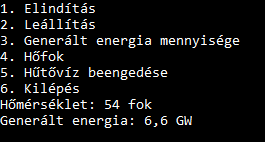 1. Elindítás
2. Leállítás
3. Generált energia mennyisége
4. Hőfok
5. Hűtővíz beengedése
6. Kilépés
Hőmérséklet: 54 fok
Generált energia: 6,6 GW